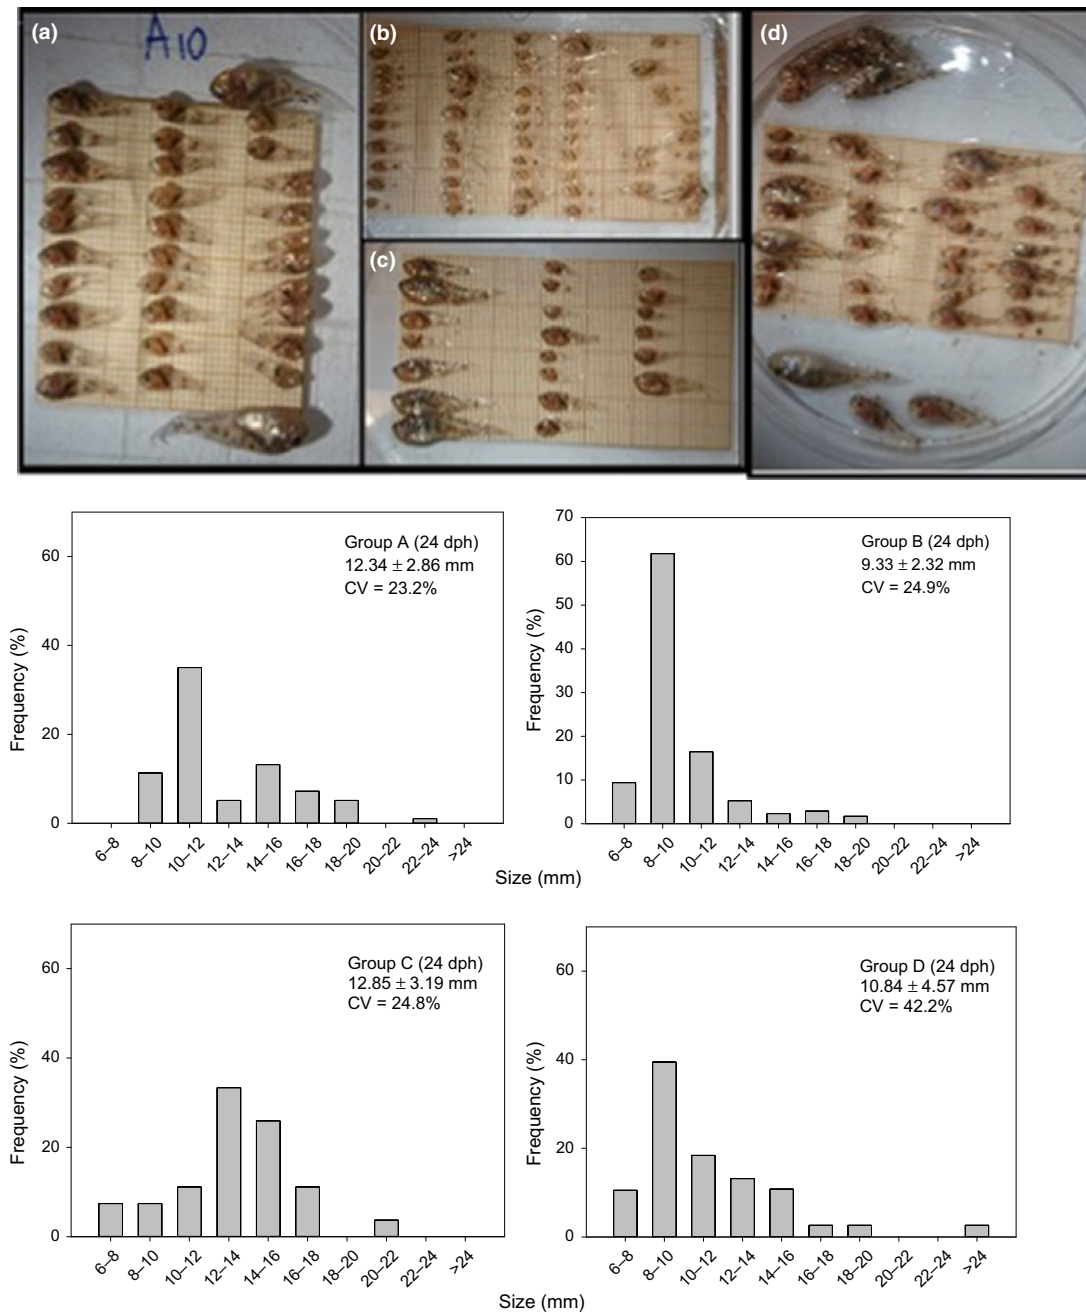 (a)
A10
(b)
(c)
(d)
Group A (24 dph)
12.34 ± 2.86 mm
CV = 23.2%
Frequency (%)
60
40
20
0
6–8
8–10
10–12
12–14
14–16
16–18
18–20
20–22
22–24
>24
Group B (24 dph)
9.33 ± 2.32 mm
CV = 24.9%
Frequency (%)
70
60
50
40
30
20
10
0
6–8
8–10
10–12
12–14
14–16
16–18
18–20
20–22
22–24
>24
Size (mm)
Group C (24 dph)
12.85 ± 3.19 mm
CV = 24.8%
Frequency (%)
60
40
20
0
6–8
8–10
10–12
12–14
14–16
16–18
18–20
20–22
22–24
>24
Group D (24 dph)
10.84 ± 4.57 mm
CV = 42.2%
Frequency (%)
60
40
20
0
6–8
8–10
10–12
12–14
14–16
16–18
18–20
20–22
22–24
>24
Size (mm)